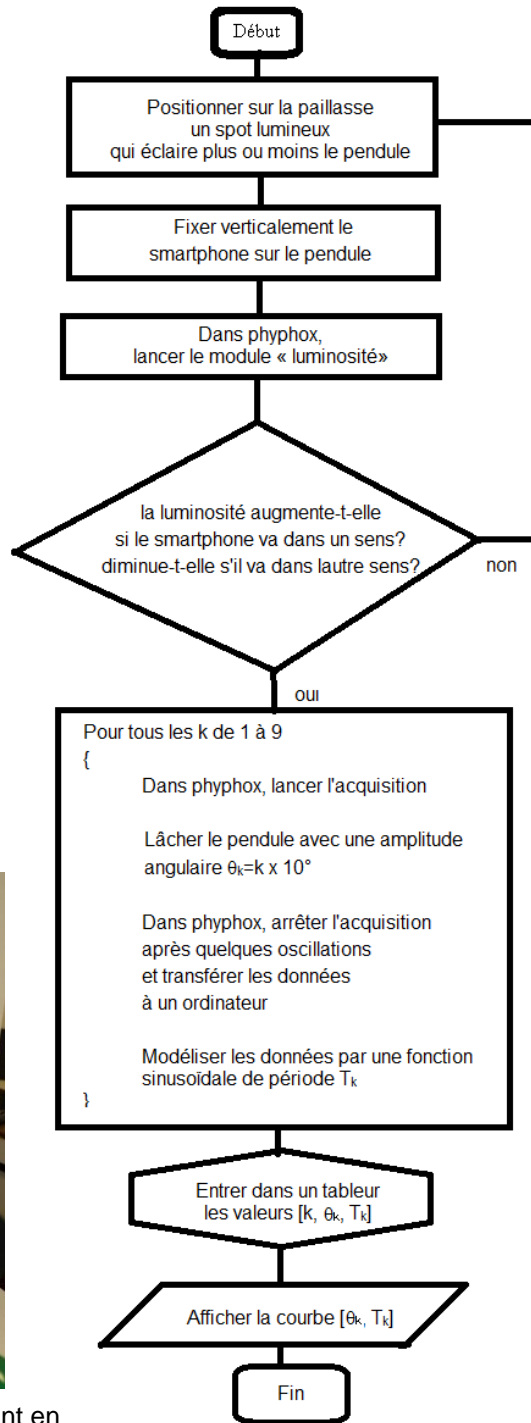 Début
Positionner sur la paillasse
un spot lumineux
qui éclaire plus ou moins le pendule
Fixer verticalement le
smartphone sur le pendule
Dans phyphox,
lancer le module « luminosité»
la luminosité augmente-t-elle
si le smartphone va dans un sens?
diminue-t-elle s'il va dans lautre sens?
non
oui
Pour tous les k de 1 à 9
{
Dans phyphox, lancer l'acquisition
Lâcher le pendule avec une amplitude
angulaire θₖ=k x 10°
Dans phyphox, arrêter l'acquisition
après quelques oscillations
et transférer les données
à un ordinateur
Modéliser les données par une fonction
sinusoïdale de période Tₖ
}
Entrer dans un tableur
les valeurs [k, θₖ, Tₖ]
Afficher la courbe [θₖ, Tₖ]
Fin
nt en